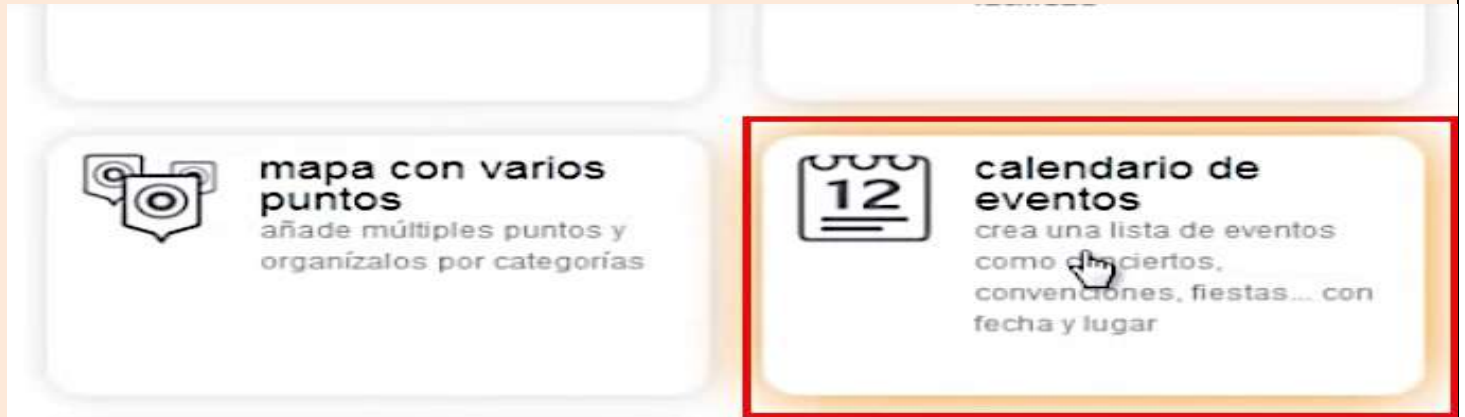 mapa con varios
puntos
añade múltiples puntos y
organízalos por categorías
12
calendario de
eventos
crea una lista de eventos
como conciertos,
convenciones, fiestas... con
fecha y lugar